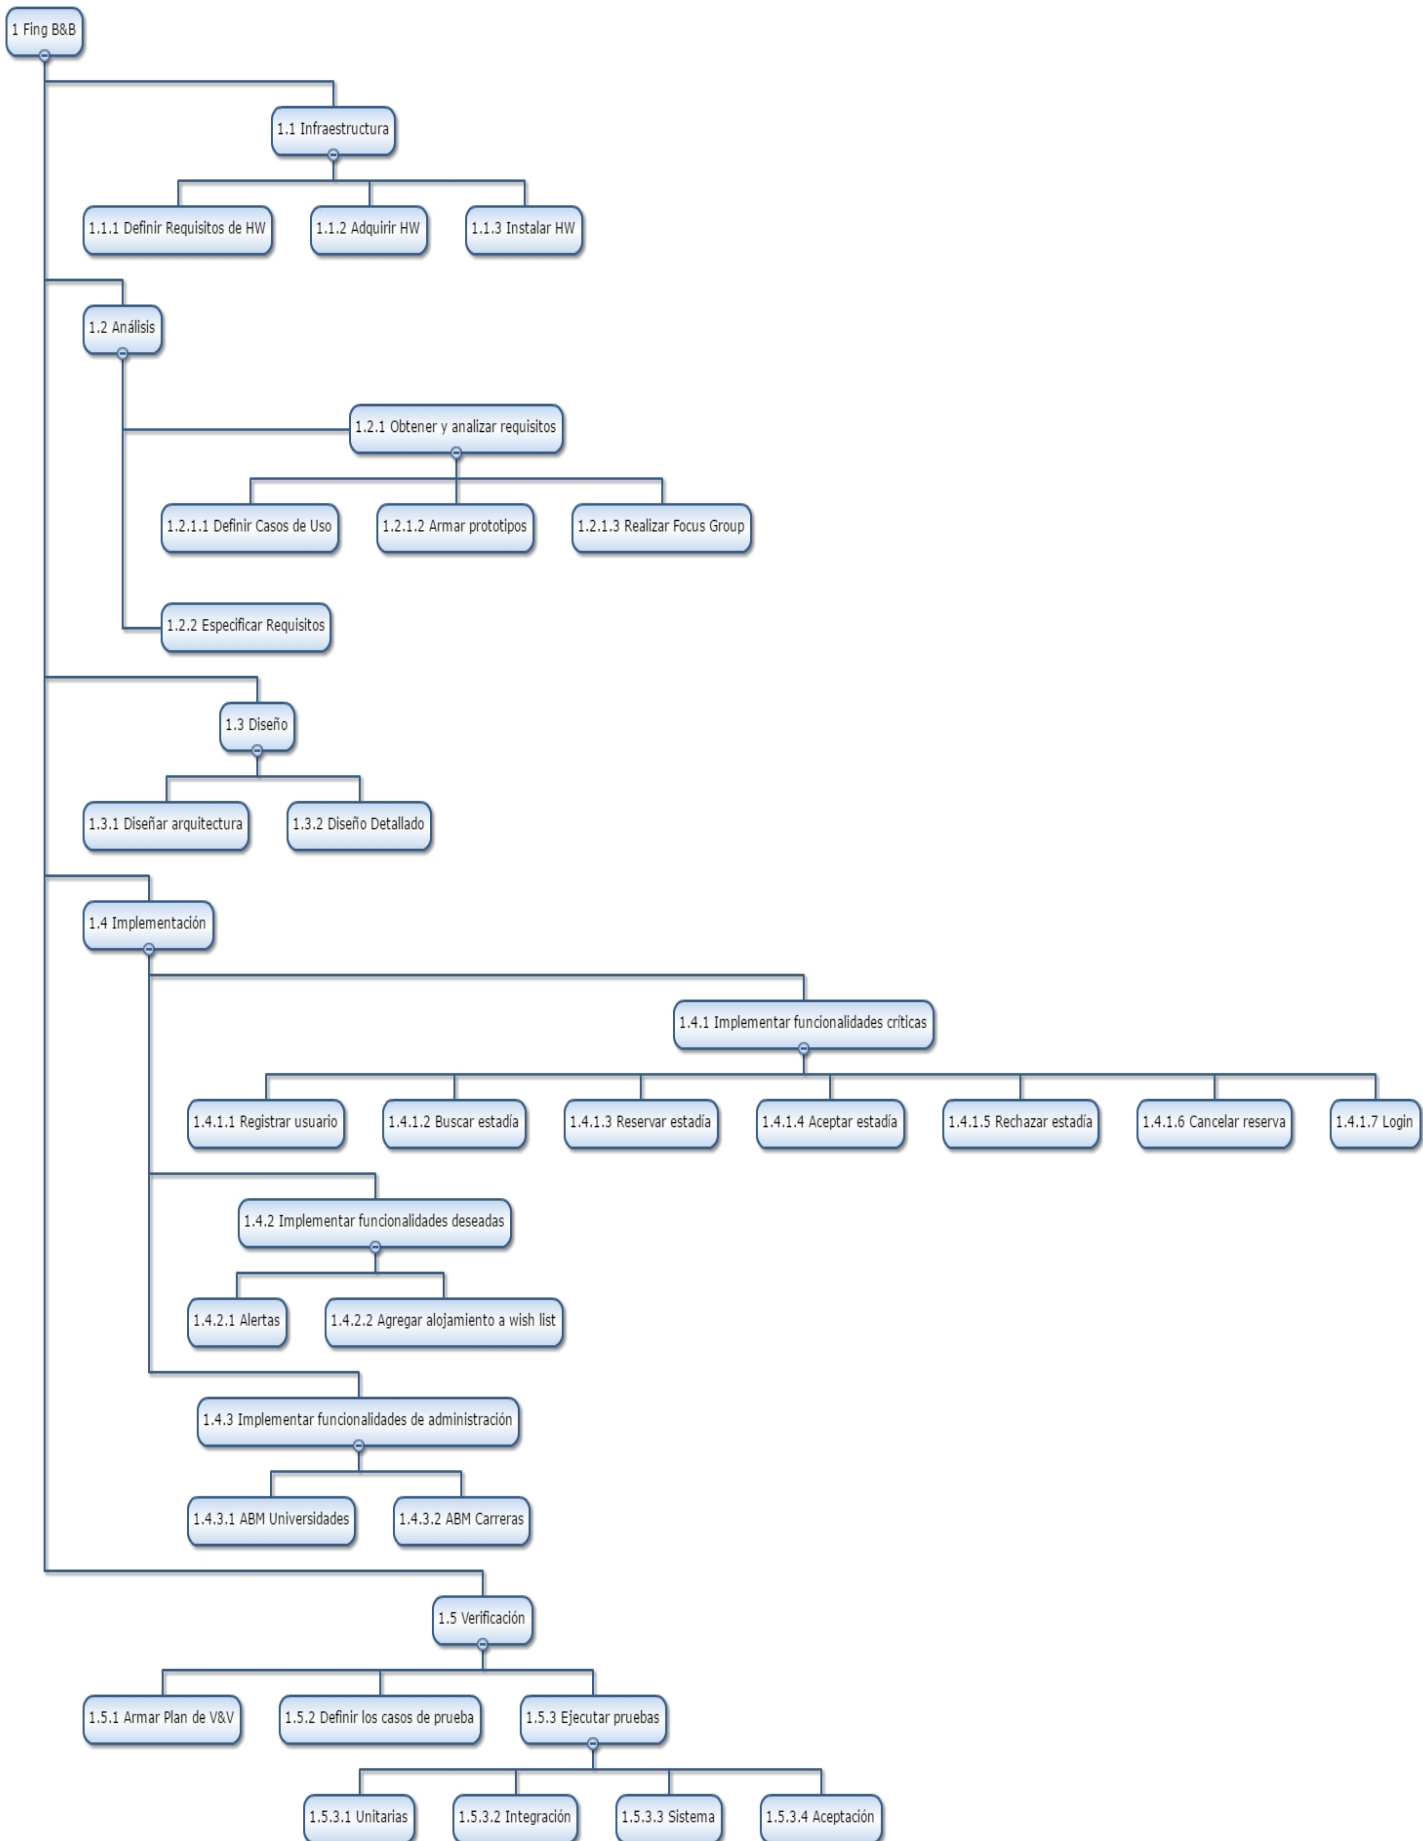 1 Fing B&B
1.1 Infraestructura
1.1.1 Definir Requisitos de HW
1.1.2 Adquirir HW
1.1.3 Instalar HW
1.2 Análisis
1.2.1 Obtener y analizar requisitos
1.2.1.1 Definir Casos de Uso
1.2.1.2 Armar prototipos
1.2.1.3 Realizar Focus Group
1.2.2 Especificar Requisitos
1.3 Diseño
1.3.1 Diseñar arquitectura
1.3.2 Diseño Detallado
1.4 Implementación
1.4.1 Implementar funcionalidades críticas
1.4.1.1 Registrar usuario
1.4.1.2 Buscar estadía
1.4.1.3 Reservar estadía
1.4.1.4 Aceptar estadía
1.4.1.5 Rechazar estadía
1.4.1.6 Cancelar reserva
1.4.1.7 Login
1.4.2 Implementar funcionalidades deseadas
1.4.2.1 Alertas
1.4.2.2 Agregar alojamiento a wish list
1.4.3 Implementar funcionalidades de administración
1.4.3.1 ABM Universidades
1.4.3.2 ABM Carreras
1.5 Verificación
1.5.1 Armar Plan de V&V
1.5.2 Definir los casos de prueba
1.5.3 Ejecutar pruebas
1.5.3.1 Unitarias
1.5.3.2 Integración
1.5.3.3 Sistema
1.5.3.4 Aceptación